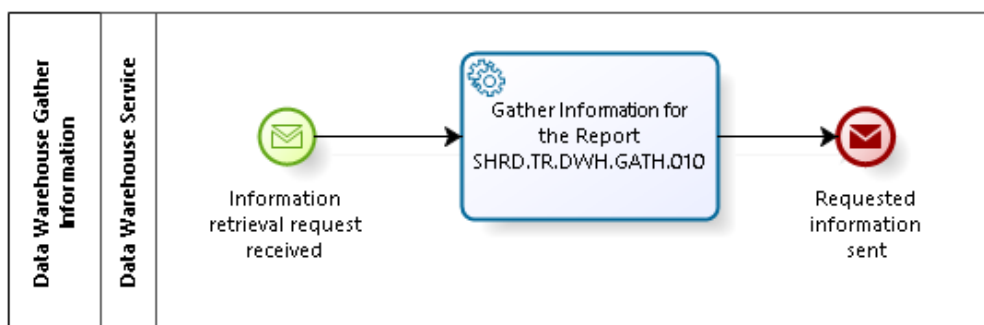 Data Warehouse Gather
Information
Data Warehouse Service
Information
retrieval request
received
Gather Information for
the Report
SHRD.TR.DWH.GATH.010
Requested
information
sent